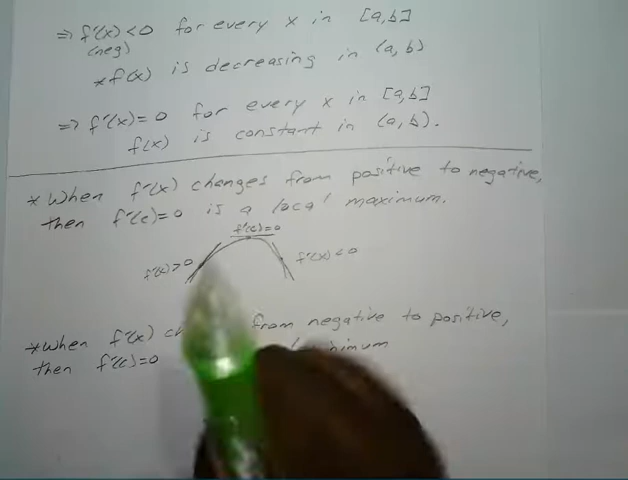 ⇒ f'(x) < 0 for every x in [a,b]
(neg)
* f(x) is decreasing in (a,b)
⇒ f'(x) = 0 for every x in [a,b]
f(x) is constant in (a,b).
* When f'(x) changes from positive to negative,
then f'(c)=0 is a local maximum.
f'(c)=0
f'(x)>0
f'(x)<0
* When f'(x) from negative to positive,
then f'(c)=0